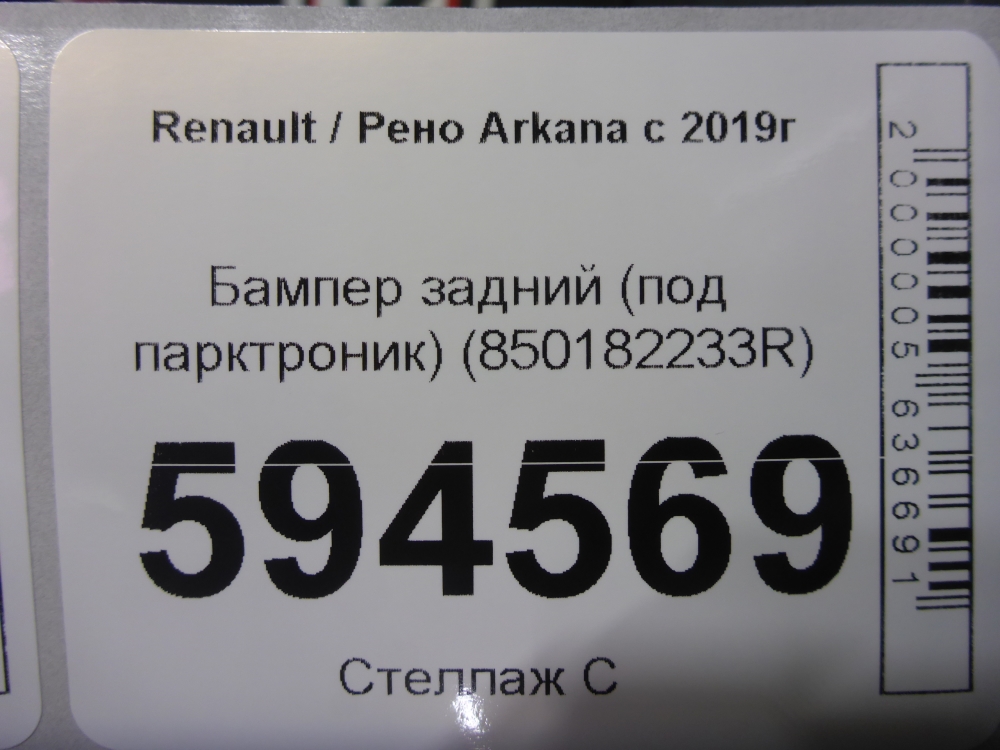 Renault / Рено Arkana с 2019г
Бампер задний (под
парктроник) (850182233R)
594569
Стеллаж С
2000005636691